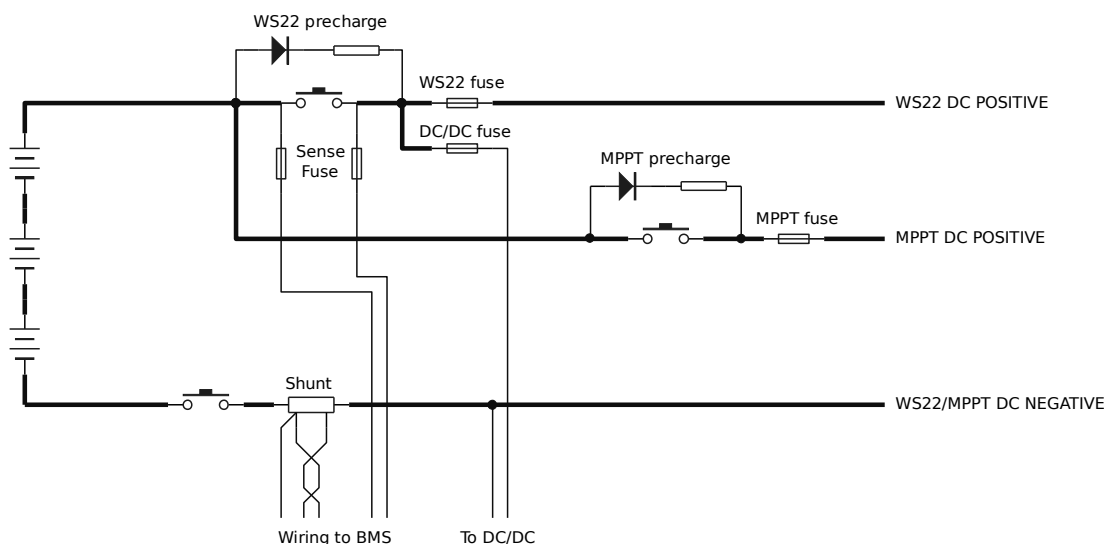 WS22 precharge
WS22 fuse
WS22 DC POSITIVE
DC/DC fuse
Sense
Fuse
MPPT precharge
MPPT fuse
MPPT DC POSITIVE
Shunt
WS22/MPPT DC NEGATIVE
Wiring to BMS
To DC/DC